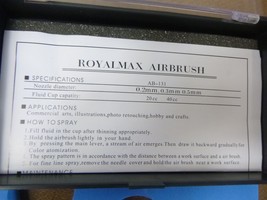 ROYALMAX AIRBRUSH
■ SPECIFICATIONS AB-131
Nozzle diameter: 0.2mm 0.3mm 0.5mm
Fluid Cup capatity: 20cc 40cc
■ APPLICATIONS
Commercial arts, illustrations, photo retouching, hobby and crafts.
■ HOW TO SPRAY
1. Fill fluid in the cup after thinning appropriately.
2. Hold the airbrush lightly in your hand.
By pressing the main lever, a stream of air emerges. Then draw it backward gradually for
color atomization.
The spray pattern is in accordance with the distance between a work surface and a air brush.
For fine line spray, remove the needle cover and hold the air brush near a work surface.
■ MAINTENANCE